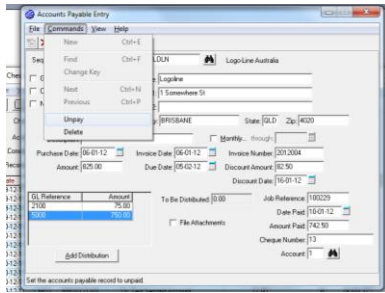 Accounts Payable Entry
File Commands View Help
New Ctrl+E
Find Ctrl+F
Change Key
Next Ctrl+N
Previous Ctrl+P
Unpay
Delete
LDLN Logo-Line Australia
Logoline
1 Somewhere St
BRISBANE State: QLD Zip: 4020
Monthly... through:
Purchase Date: 06-01-12 Invoice Date: 06-01-12 Invoice Number: 2012004
Amount: 825.00 Due Date: 05-02-12 Discount Amount: 82.50
Discount Date: 16-01-12
GL Reference Amount To Be Distributed: 0.00 Job Reference: 100229
2100 75.00
5000 750.00
Date Paid: 10-01-12
File Attachments
Amount Paid: 742.50
Cheque Number: 13
Add Distribution
Account: 1
Set the accounts payable record to unpaid.